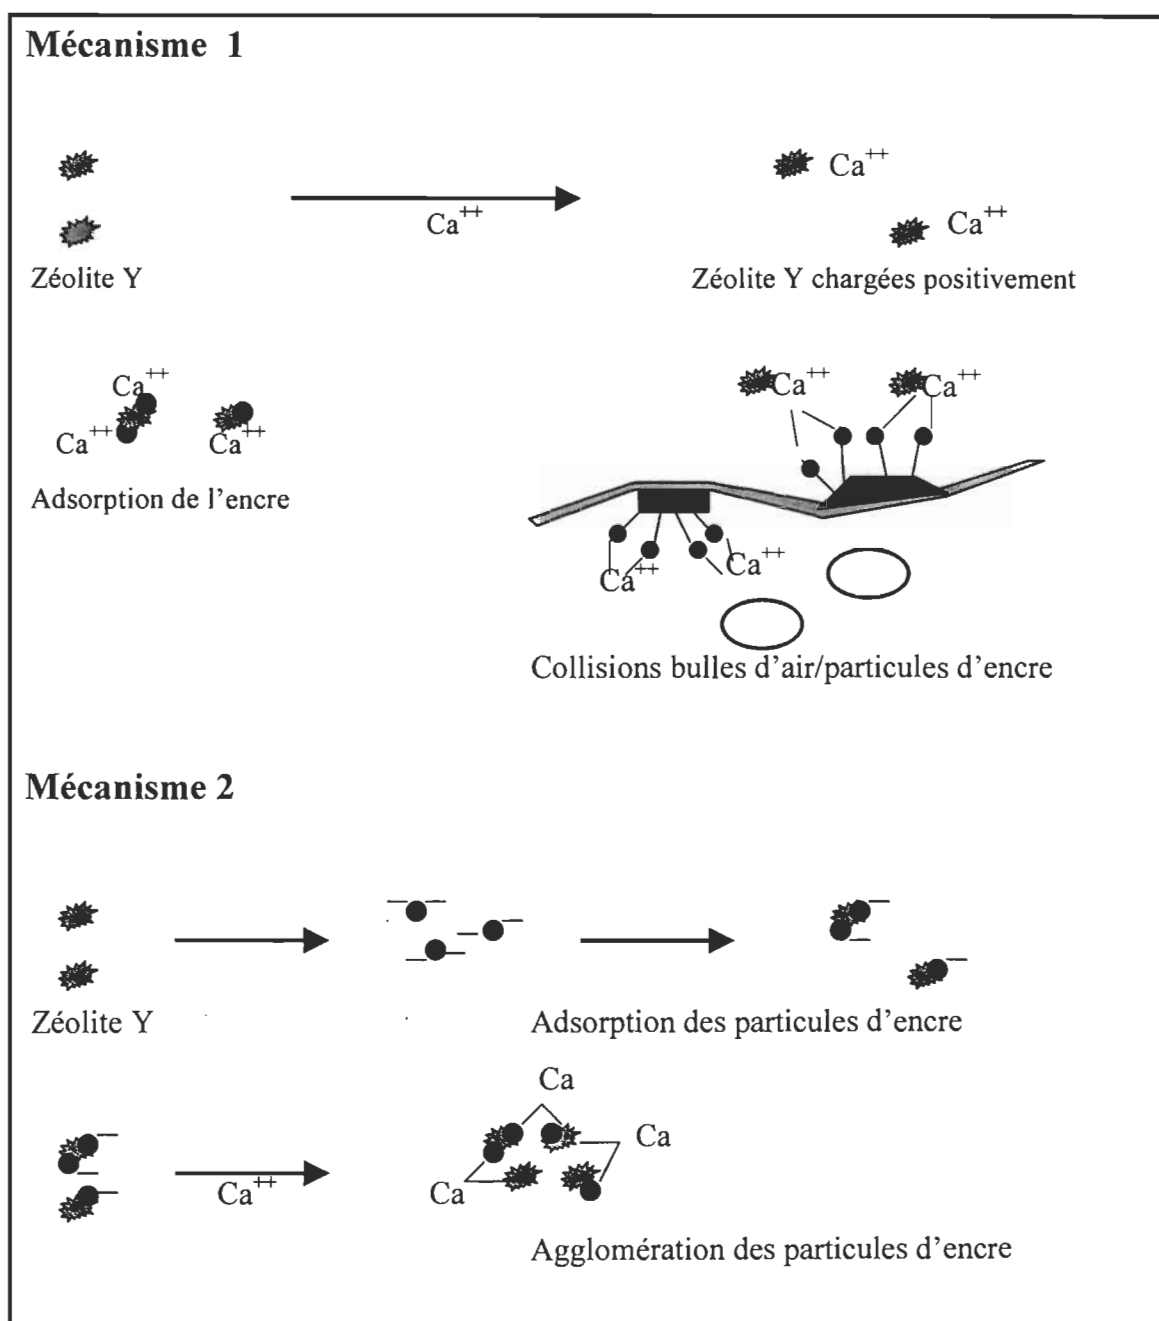 Mécanisme 1
Ca⁺⁺
Ca⁺⁺
Ca⁺⁺
Zéolite Y
Zéolite Y chargées positivement
Ca⁺⁺
Ca⁺⁺
Ca⁺⁺
Ca⁺⁺
Ca⁺⁺
Ca⁺⁺
Adsorption de l'encre
Ca⁺⁺
Ca⁺⁺
Collisions bulles d'air/particules d'encre
Mécanisme 2
Zéolite Y
Adsorption des particules d'encre
Ca
Ca
Ca⁺⁺
Ca
Agglomération des particules d'encre